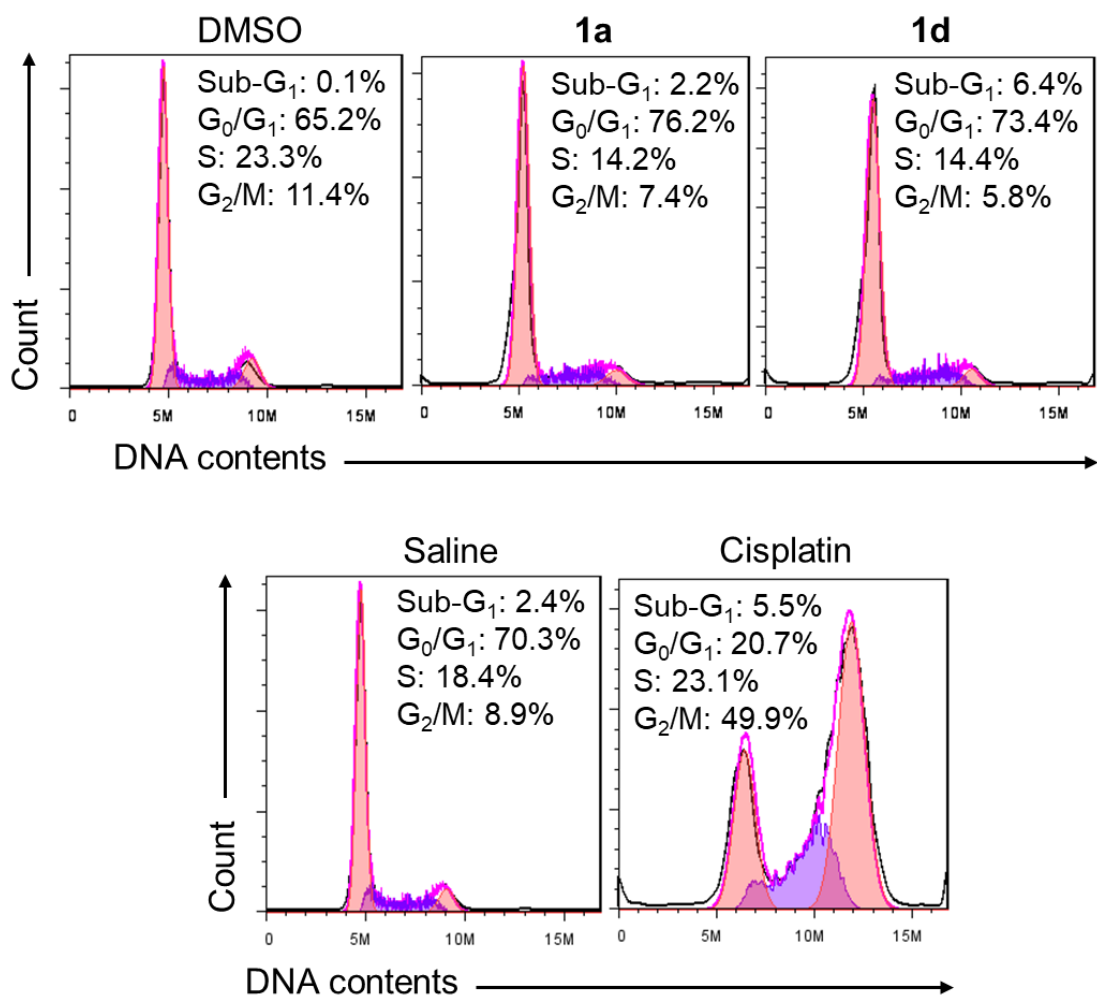 DMSO
Sub-G₁: 0.1%
G₀/G₁: 65.2%
S: 23.3%
G₂/M: 11.4%
0 5M 10M 15M
1a
Sub-G₁: 2.2%
G₀/G₁: 76.2%
S: 14.2%
G₂/M: 7.4%
0 5M 10M 15M
1d
Sub-G₁: 6.4%
G₀/G₁: 73.4%
S: 14.4%
G₂/M: 5.8%
0 5M 10M 15M
Count
DNA contents
Saline
Sub-G₁: 2.4%
G₀/G₁: 70.3%
S: 18.4%
G₂/M: 8.9%
0 5M 10M 15M
Cisplatin
Sub-G₁: 5.5%
G₀/G₁: 20.7%
S: 23.1%
G₂/M: 49.9%
0 5M 10M 15M
Count
DNA contents